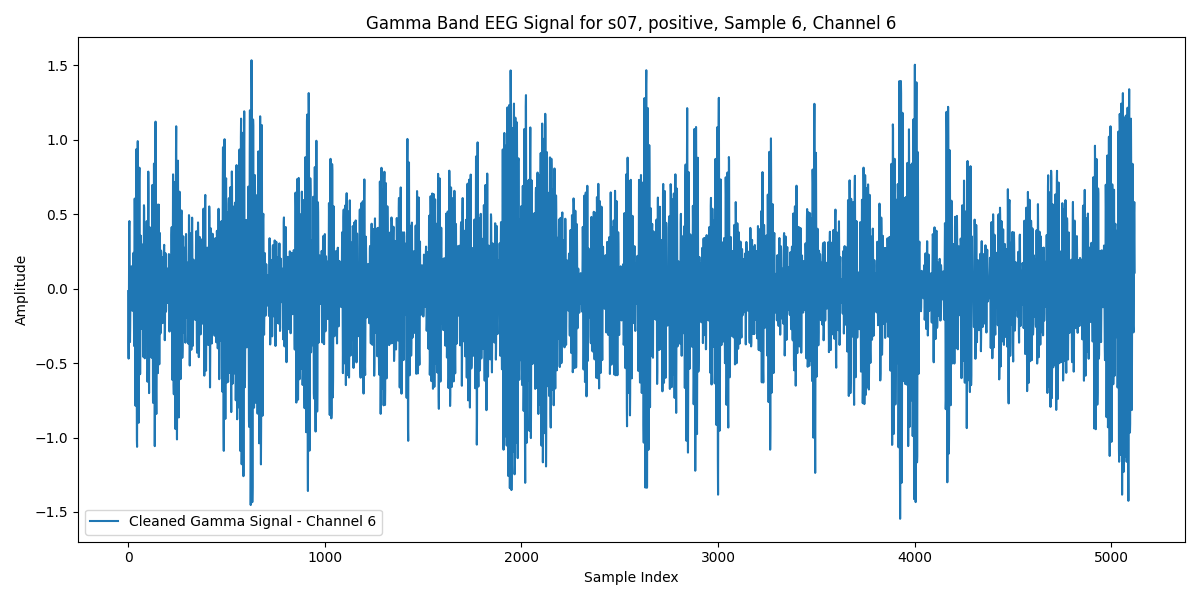 Gamma Band EEG Signal for s07, positive, Sample 6, Channel 6
Amplitude
1.5
1.0
0.5
0.0
−0.5
−1.0
−1.5
Cleaned Gamma Signal - Channel 6
0 1000 2000 3000 4000 5000
Sample Index